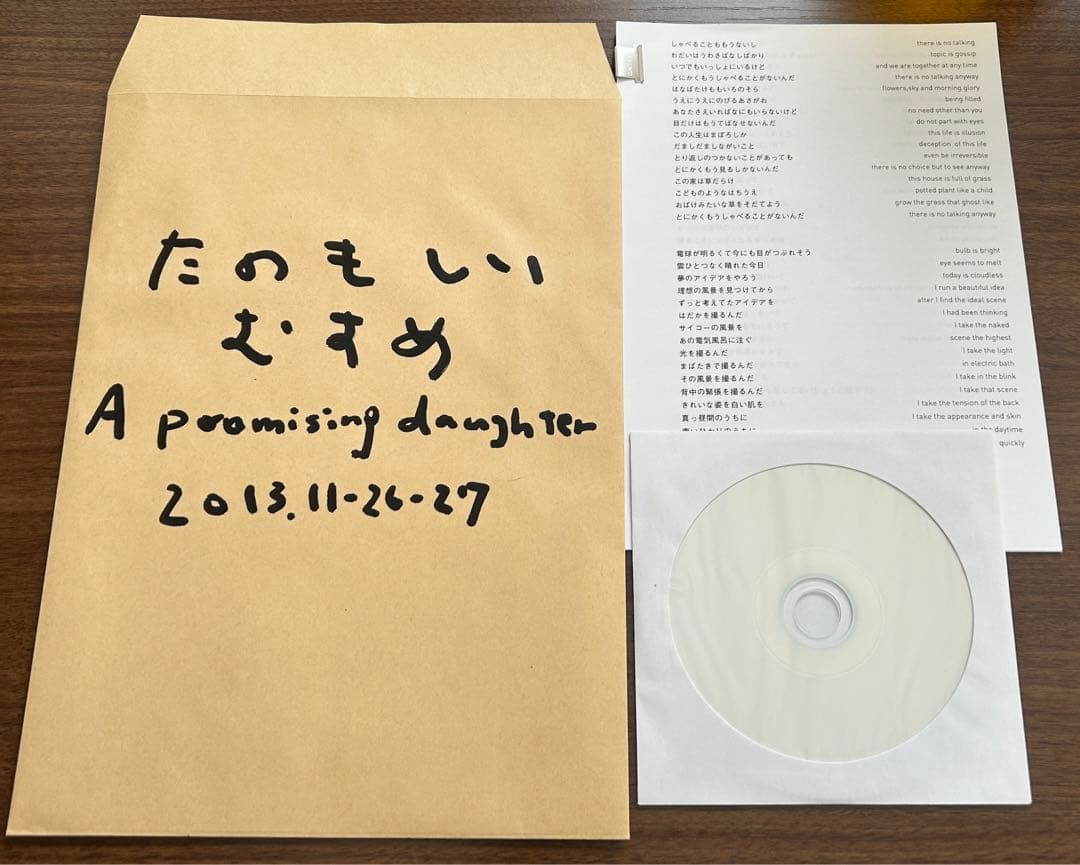 たのもしい
むすめ
A promising daughter
2013.11-26-27
しゃべることももうないし
わだいはうわさばなしばかり
いつでもいっしょにいるけど
とにかくもうしゃべることがないんだ
はなばたけももいろのそら
うえにうえにのびるあさがお
あなたさえいればなにもいらないけど
目だけはもうてばなせないんだ
この人生はまぼろしか
だましだましながいこと
とり返しのつかないことがあっても
とにかくもう見るしかないんだ
この家は草だらけ
こどものようなはちうえ
おばけみたいな草をそだてよう
とにかくもうしゃべることがないんだ
電球が明るくて今にも目がつぶれそう
雲ひとつなく晴れた今日
夢のアイデアをやろう
理想の風景を見つけてから
ずっと考えてたアイデアを
はだかを撮るんだ
サイコーの風景を
あの電気風呂に注ぐ
光を撮るんだ
まばたきで撮るんだ
その風景を撮るんだ
背中の緊張を撮るんだ
きれいな姿を白い肌を
真っ昼間のうちに
there is no talking
topic is gossip
and we are together at any time
there is no talking anyway
flowers,sky and morning glory
being filled
no need other than you
do not part with eyes
this life is illusion
deception of this life
even be irreversible
there is no choice but to see anyway
this house is full of grass
potted plant like a child
grow the grass that ghost like
there is no talking anyway
bulb is bright
eye seems to melt
today is cloudless
I run a beautiful idea
after I find the ideal scene
I had been thinking
I take the naked
scene the highest
I take the light
in electric bath
I take in the blink
I take that scene
I take the tension of the back
I take the appearance and skin
in the daytime
quickly